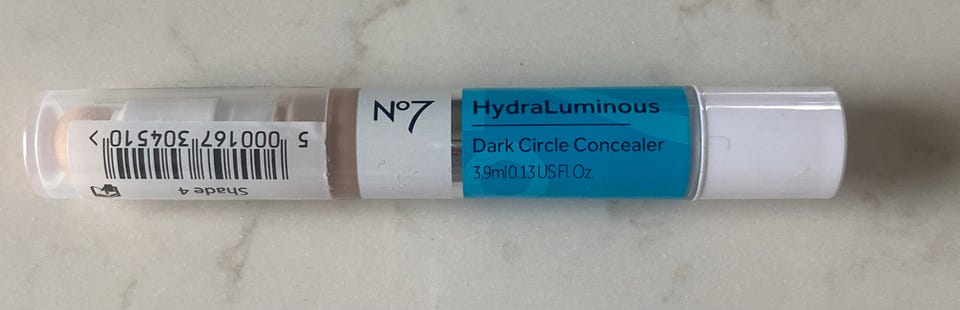 No7
HydraLuminous
Dark Circle Concealer
3.9ml 0.13 US Fl. Oz.
Shade 4
5 000167 304510 >